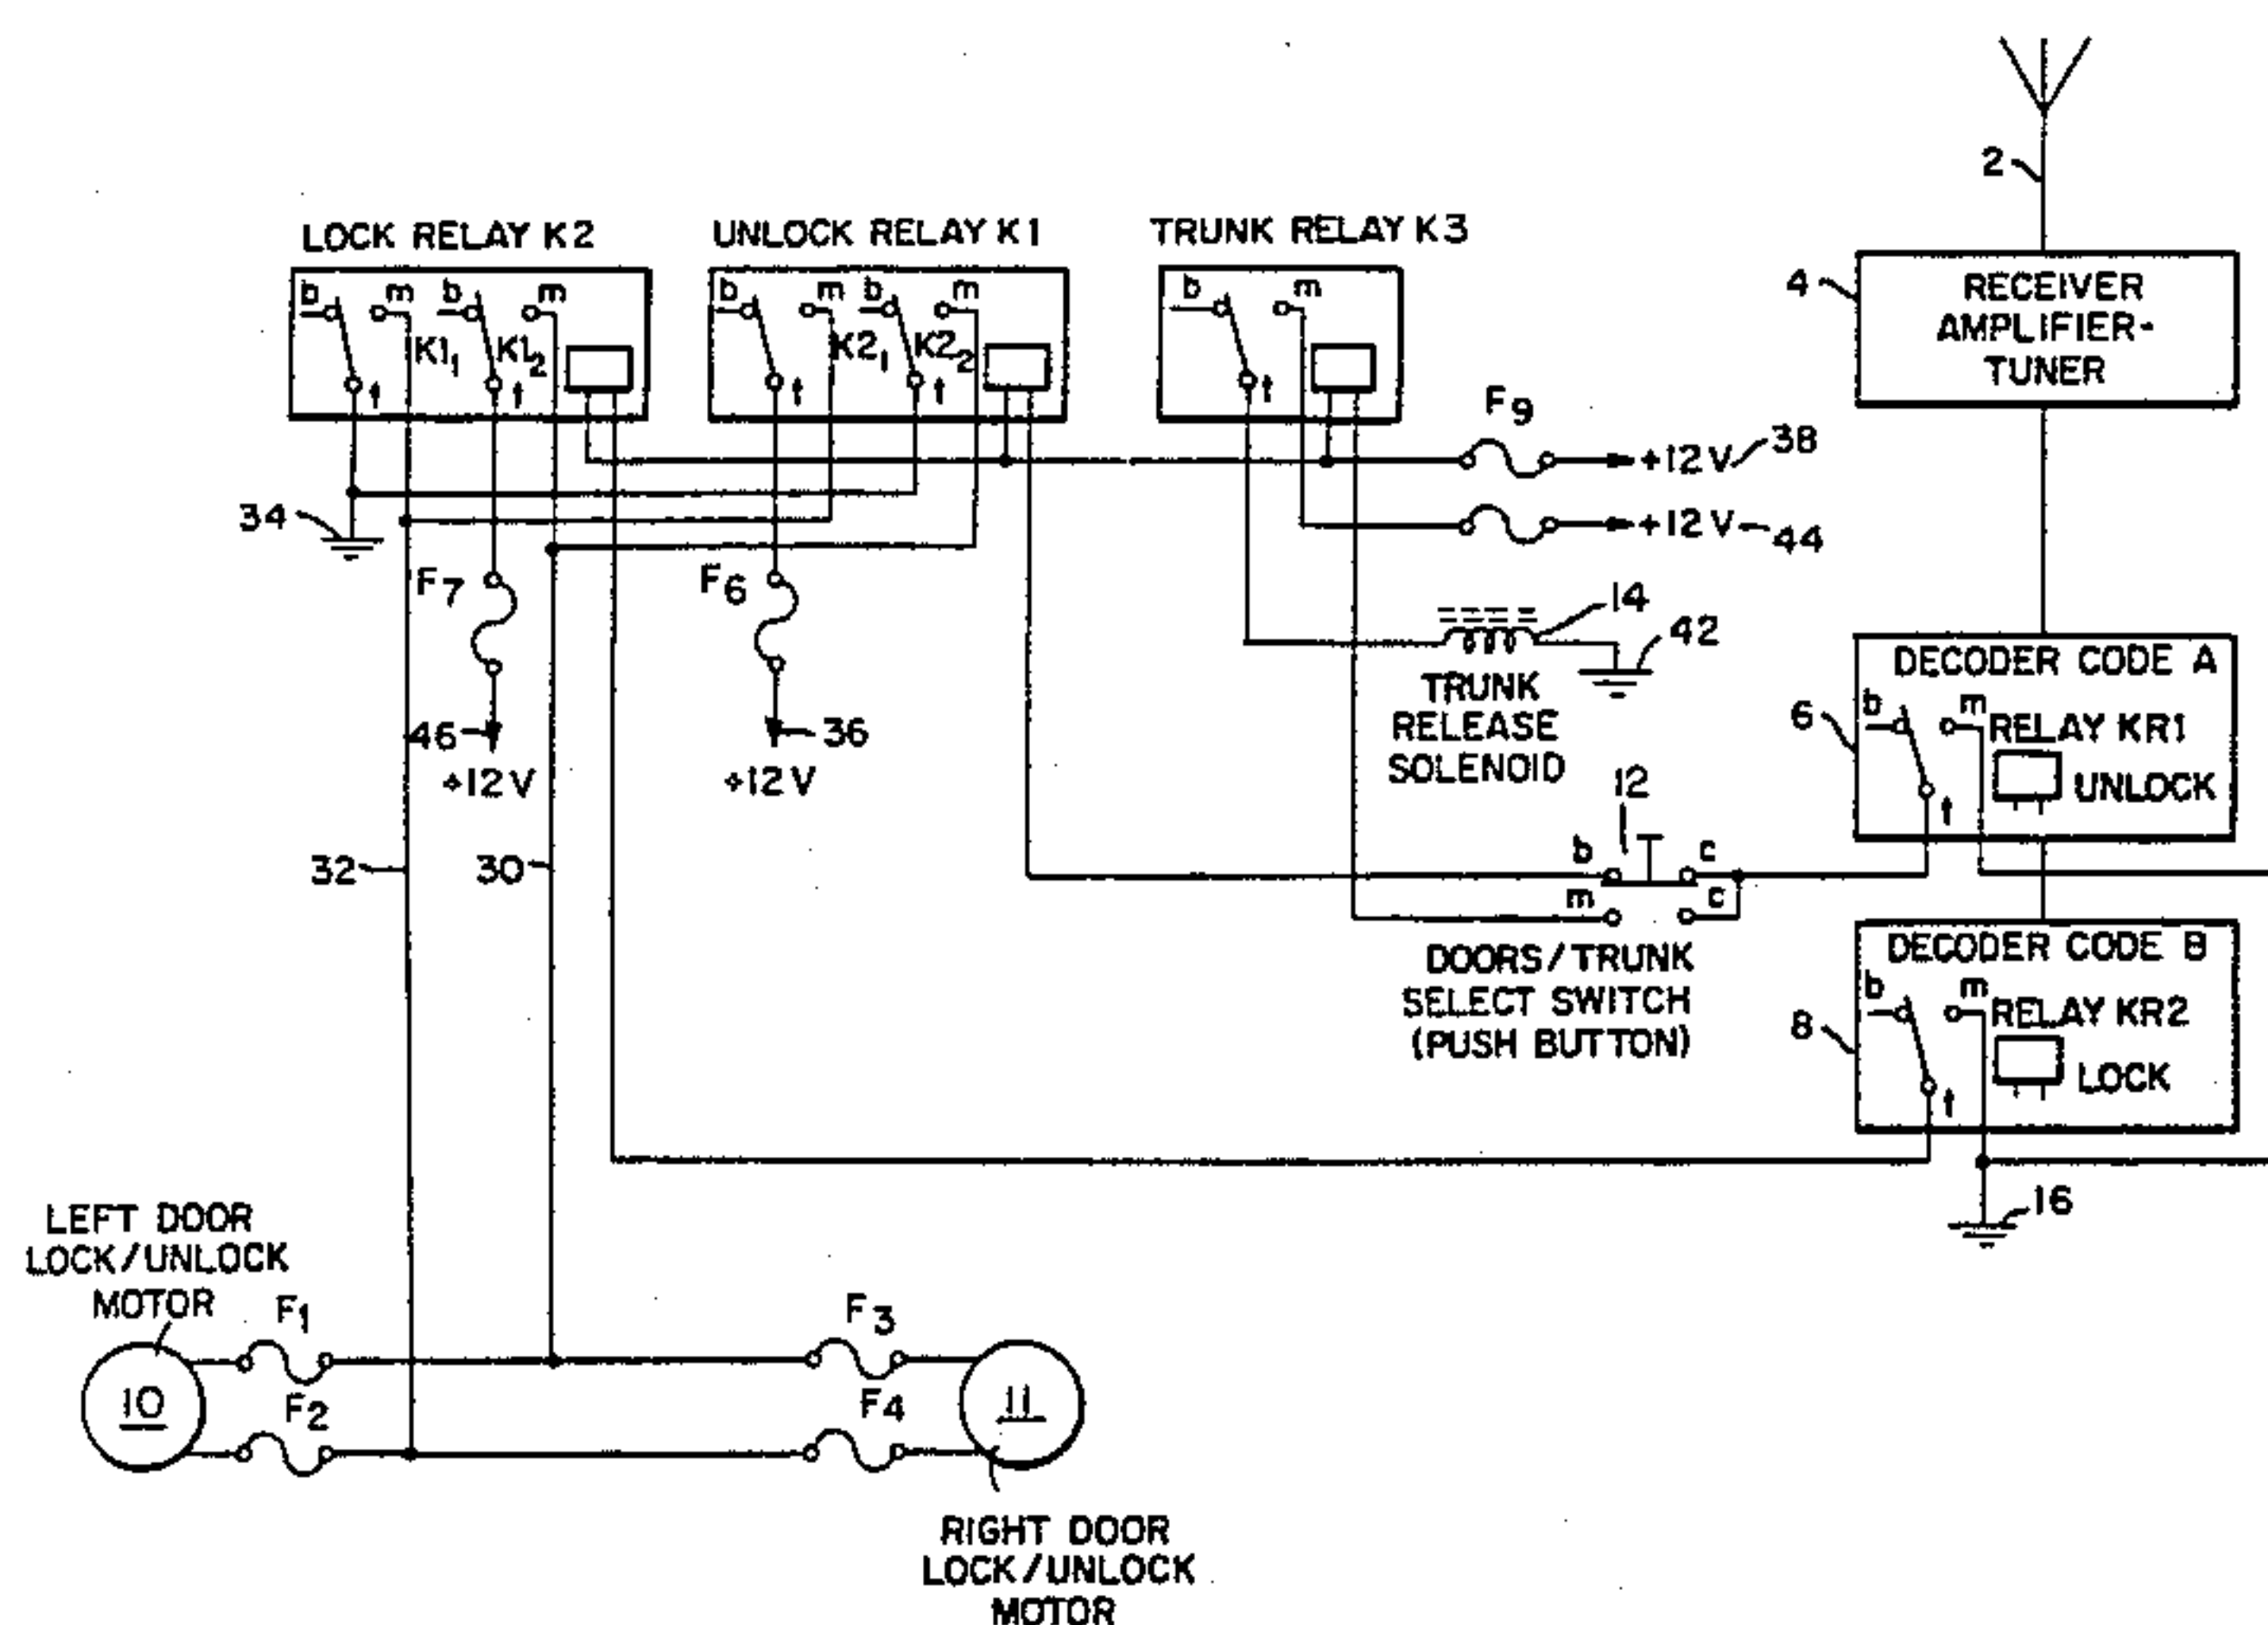 2
LOCK RELAY K2
UNLOCK RELAY K1
TRUNK RELAY K3
b m b m
K1₁ K1₂
b m b m
K2₁ K2₂
b m
4
RECEIVER
AMPLIFIER-
TUNER
F9
+12V 38
+12V 44
34
F7
F6
46
+12V
36
+12V
14
42
TRUNK
RELEASE
SOLENOID
DECODER CODE A
6
b m
RELAY KR1
UNLOCK
12
b c
m c
DOORS/TRUNK
SELECT SWITCH
(PUSH BUTTON)
32
30
DECODER CODE B
8
b m
RELAY KR2
LOCK
16
LEFT DOOR
LOCK/UNLOCK
MOTOR
F1
F2
F3
F4
10
11
RIGHT DOOR
LOCK/UNLOCK
MOTOR